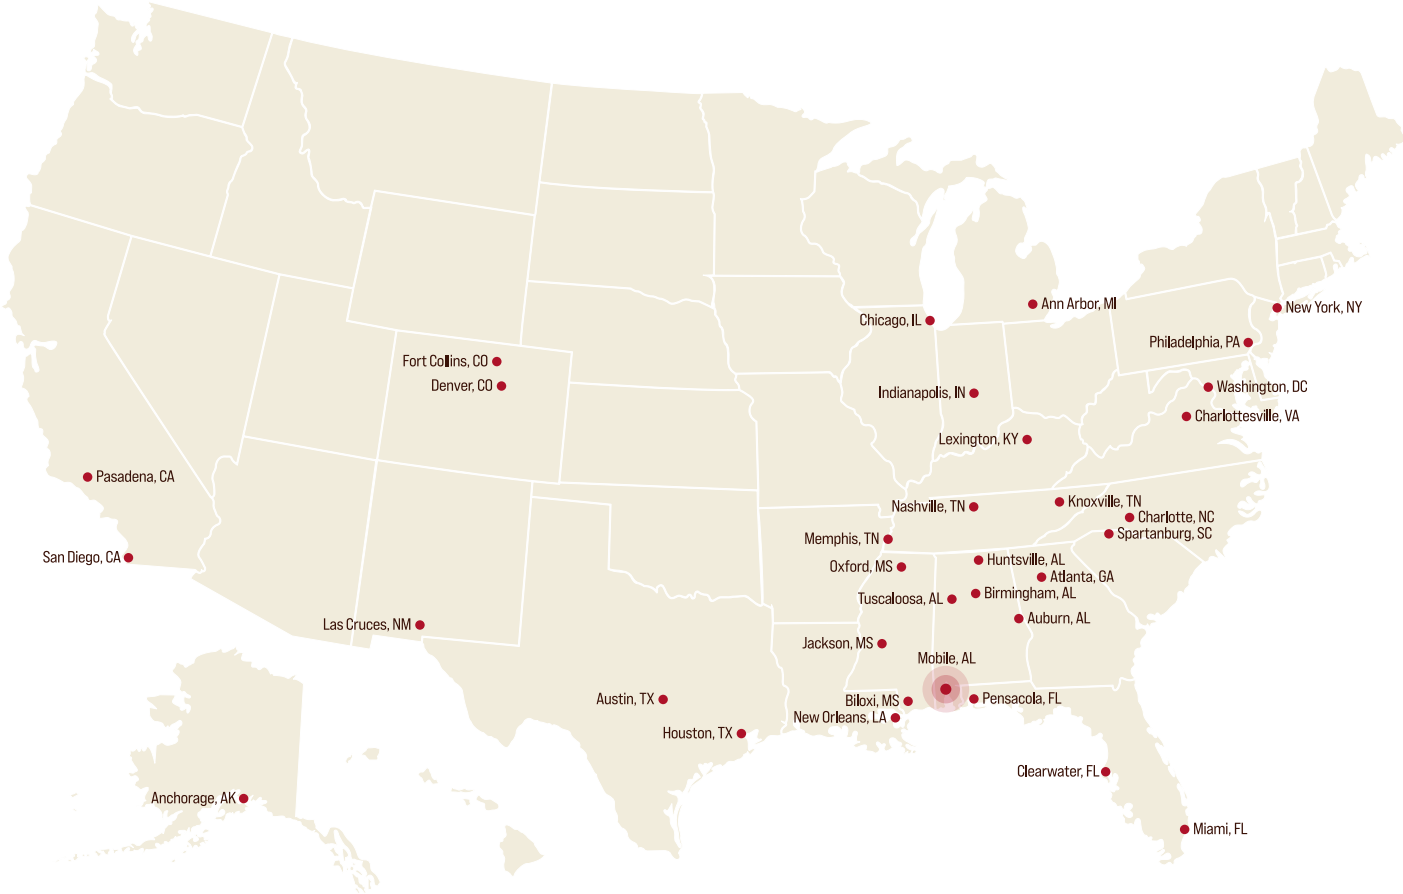 Ann Arbor, MI
New York, NY
Chicago, IL
Philadelphia, PA
Fort Collins, CO
Denver, CO
Washington, DC
Indianapolis, IN
Charlottesville, VA
Lexington, KY
Pasadena, CA
Knoxville, TN
Nashville, TN
Charlotte, NC
Spartanburg, SC
Memphis, TN
San Diego, CA
Huntsville, AL
Oxford, MS
Atlanta, GA
Birmingham, AL
Tuscaloosa, AL
Auburn, AL
Las Cruces, NM
Jackson, MS
Mobile, AL
Austin, TX
Biloxi, MS
Pensacola, FL
New Orleans, LA
Houston, TX
Clearwater, FL
Anchorage, AK
Miami, FL